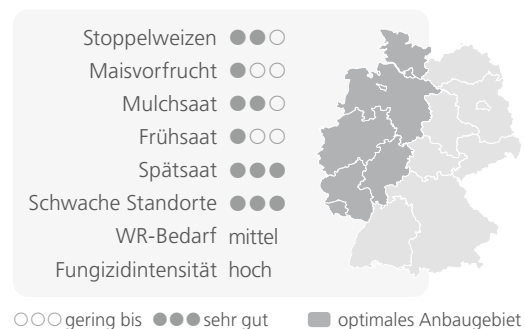 Stoppelweizen ●●○
Maisvorfrucht ●○○
Mulchsaat ●●○
Frühsaat ●○○
Spätsaat ●●●
Schwache Standorte ●●●
WR-Bedarf mittel
Fungizidintensität hoch
○○○ gering bis ●●● sehr gut optimales Anbaugebiet